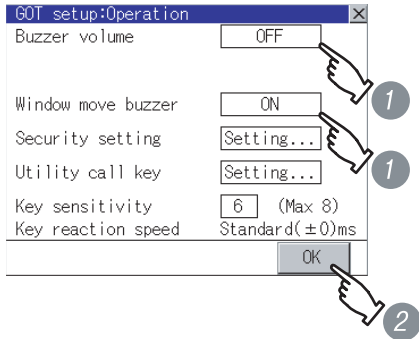 GOT setup:Operation ×
Buzzer volume OFF
1
Window move buzzer ON
Security setting Setting...
1
Utility call key Setting...
Key sensitivity 6 (Max 8)
Key reaction speed Standard(±0)ms
OK
2